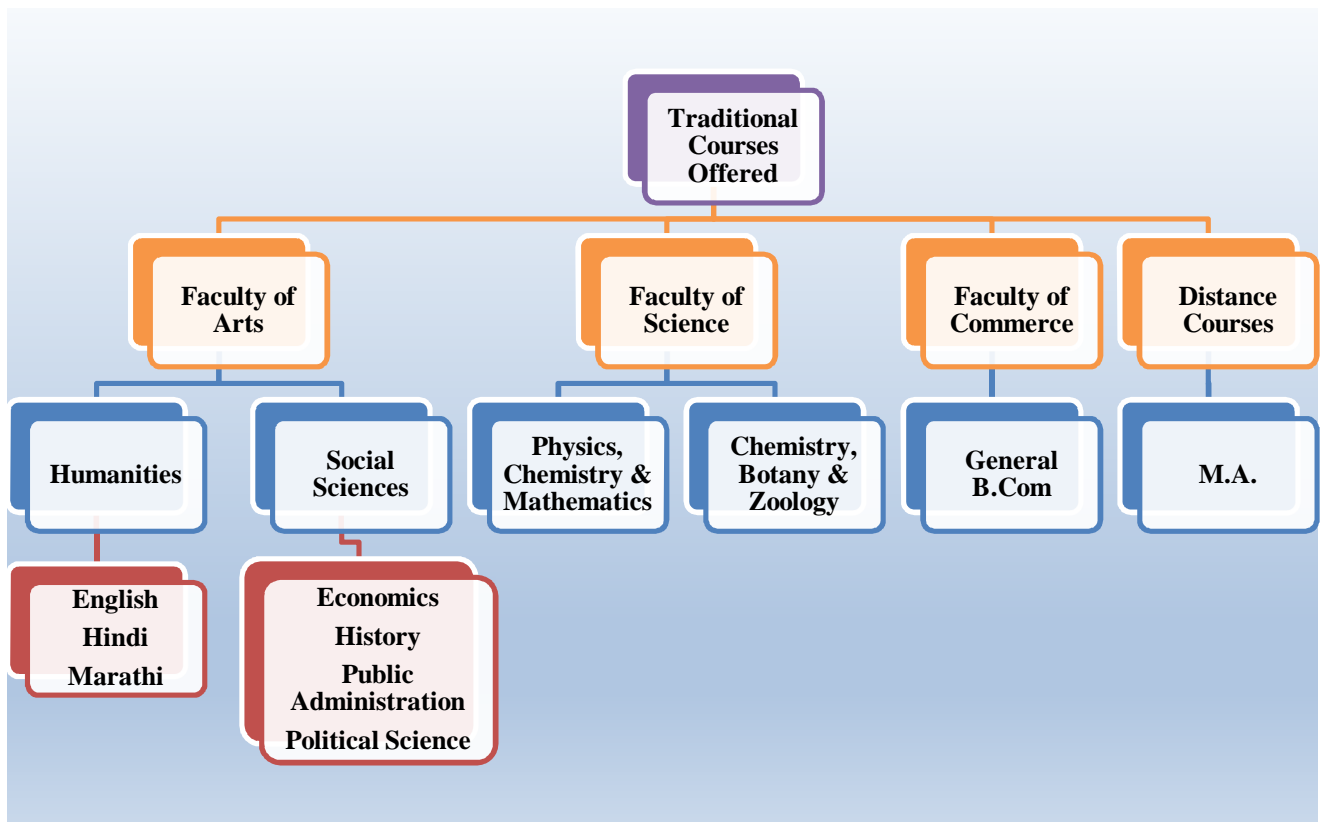 Traditional
Courses
Offered
Faculty of
Arts
Faculty of
Science
Faculty of
Commerce
Distance
Courses
Humanities
Social
Sciences
Physics,
Chemistry &
Mathematics
Chemistry,
Botany &
Zoology
General
B.Com
M.A.
English
Hindi
Marathi
Economics
History
Public
Administration
Political Science